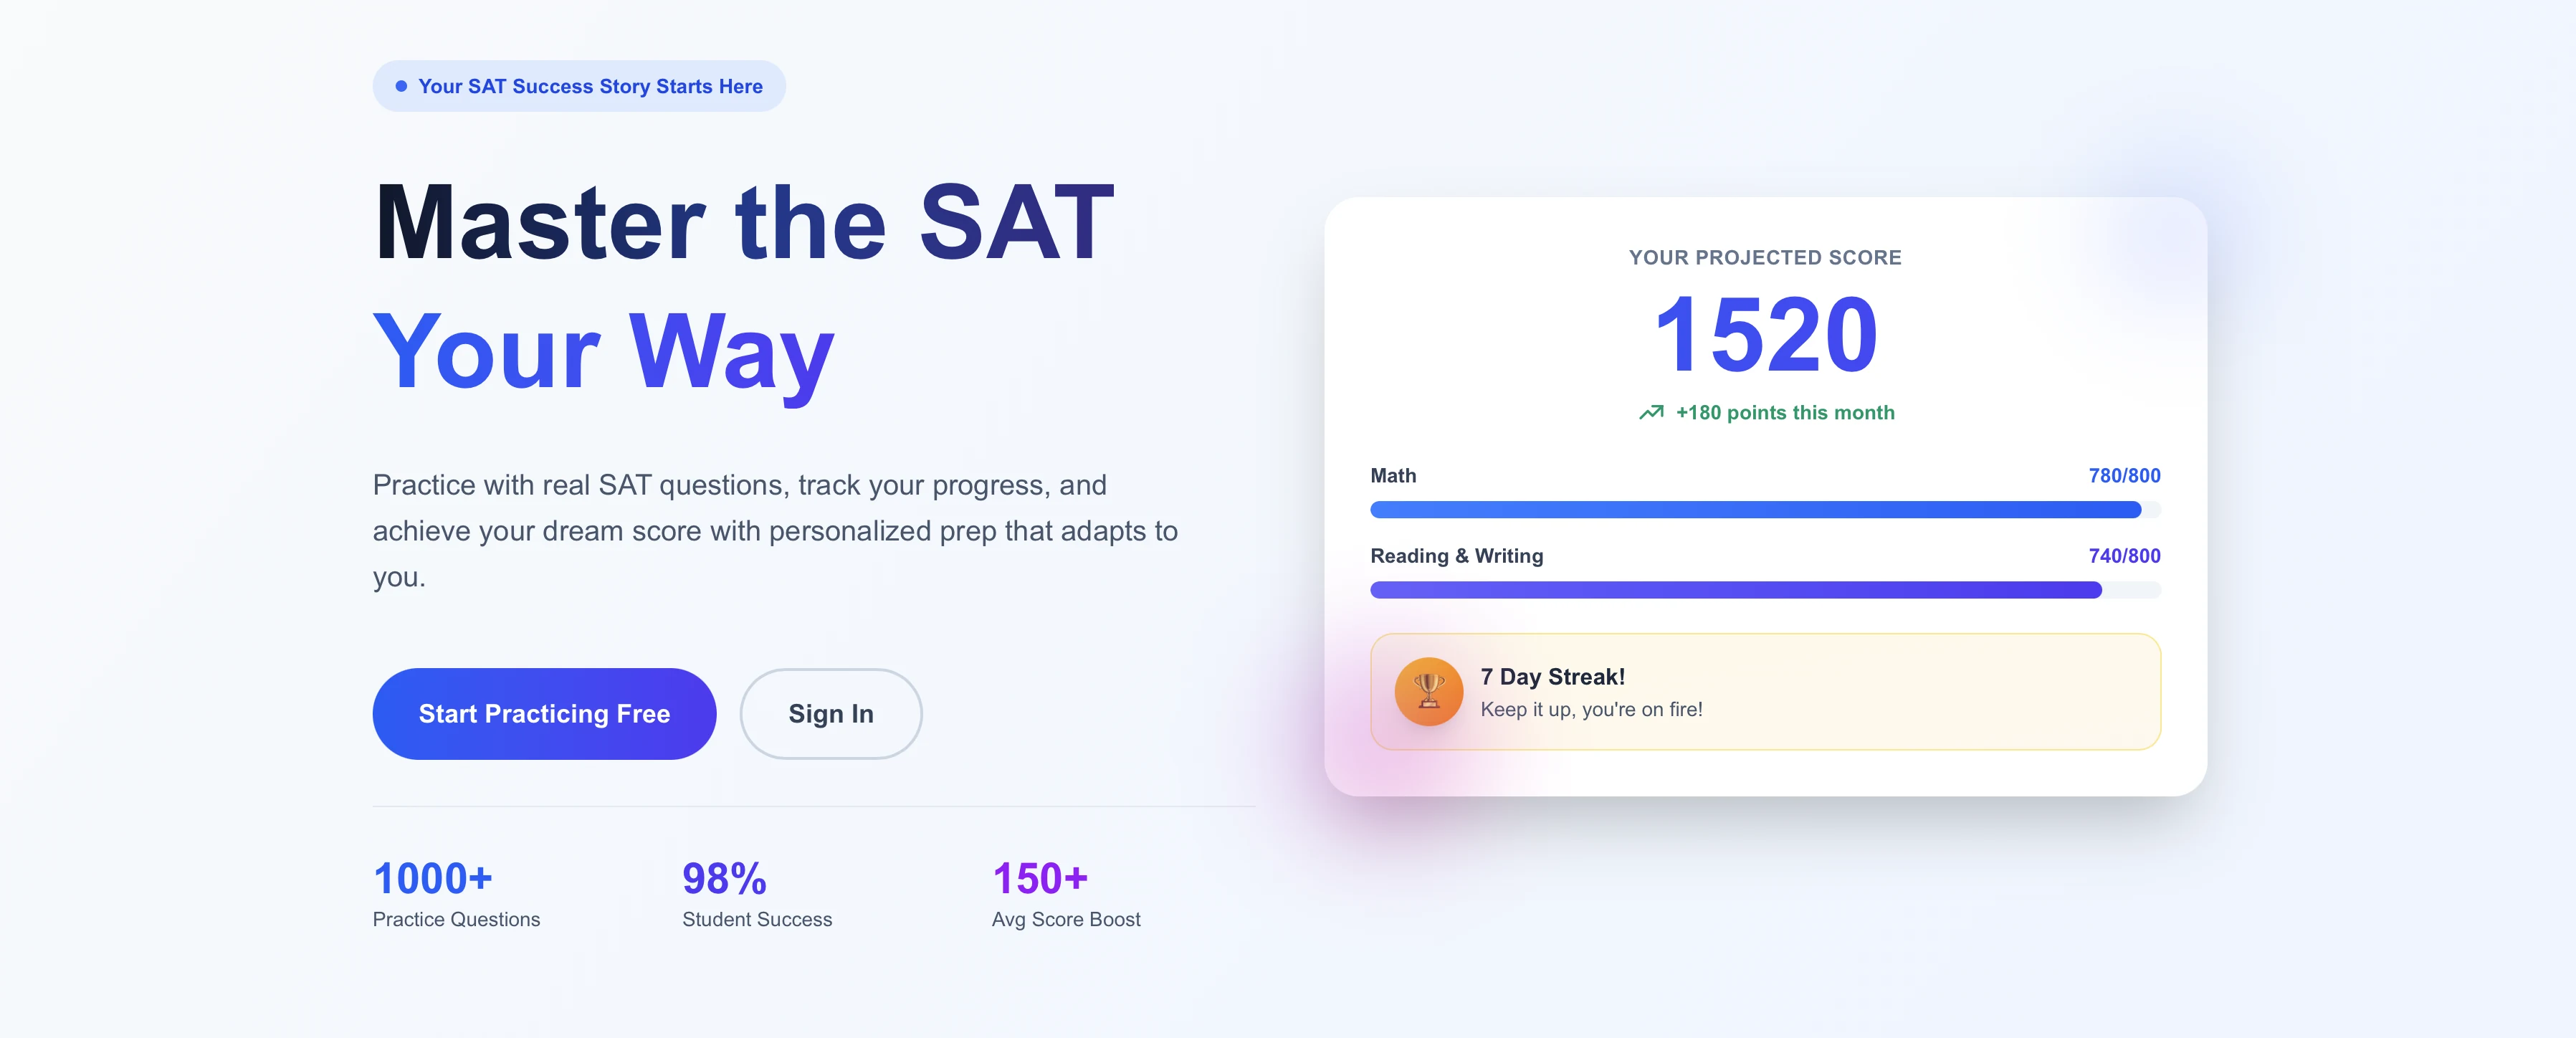 Your SAT Success Story Starts Here
Master the SAT
Your Way
Practice with real SAT questions, track your progress, and
achieve your dream score with personalized prep that adapts to
you.
Start Practicing Free
Sign In
1000+
Practice Questions
98%
Student Success
150+
Avg Score Boost
YOUR PROJECTED SCORE
1520
+180 points this month
Math
780/800
Reading & Writing
740/800
7 Day Streak!
Keep it up, you're on fire!